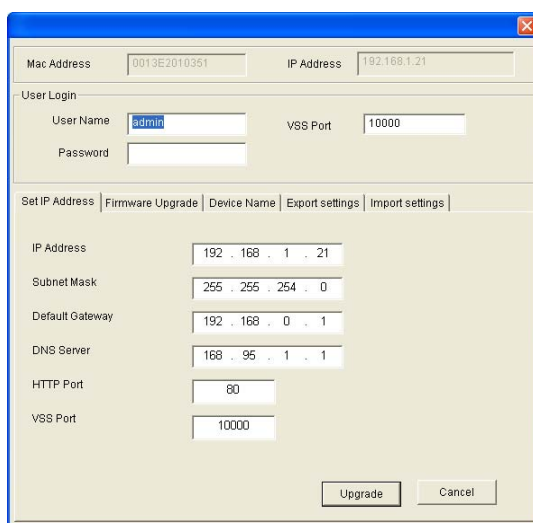 Mac Address 0013E2010351 IP Address 192.168.1.21
User Login
User Name admin VSS Port 10000
Password
Set IP Address Firmware Upgrade Device Name Export settings Import settings
IP Address 192 . 168 . 1 . 21
Subnet Mask 255 . 255 . 254 . 0
Default Gateway 192 . 168 . 0 . 1
DNS Server 168 . 95 . 1 . 1
HTTP Port 80
VSS Port 10000
Upgrade Cancel